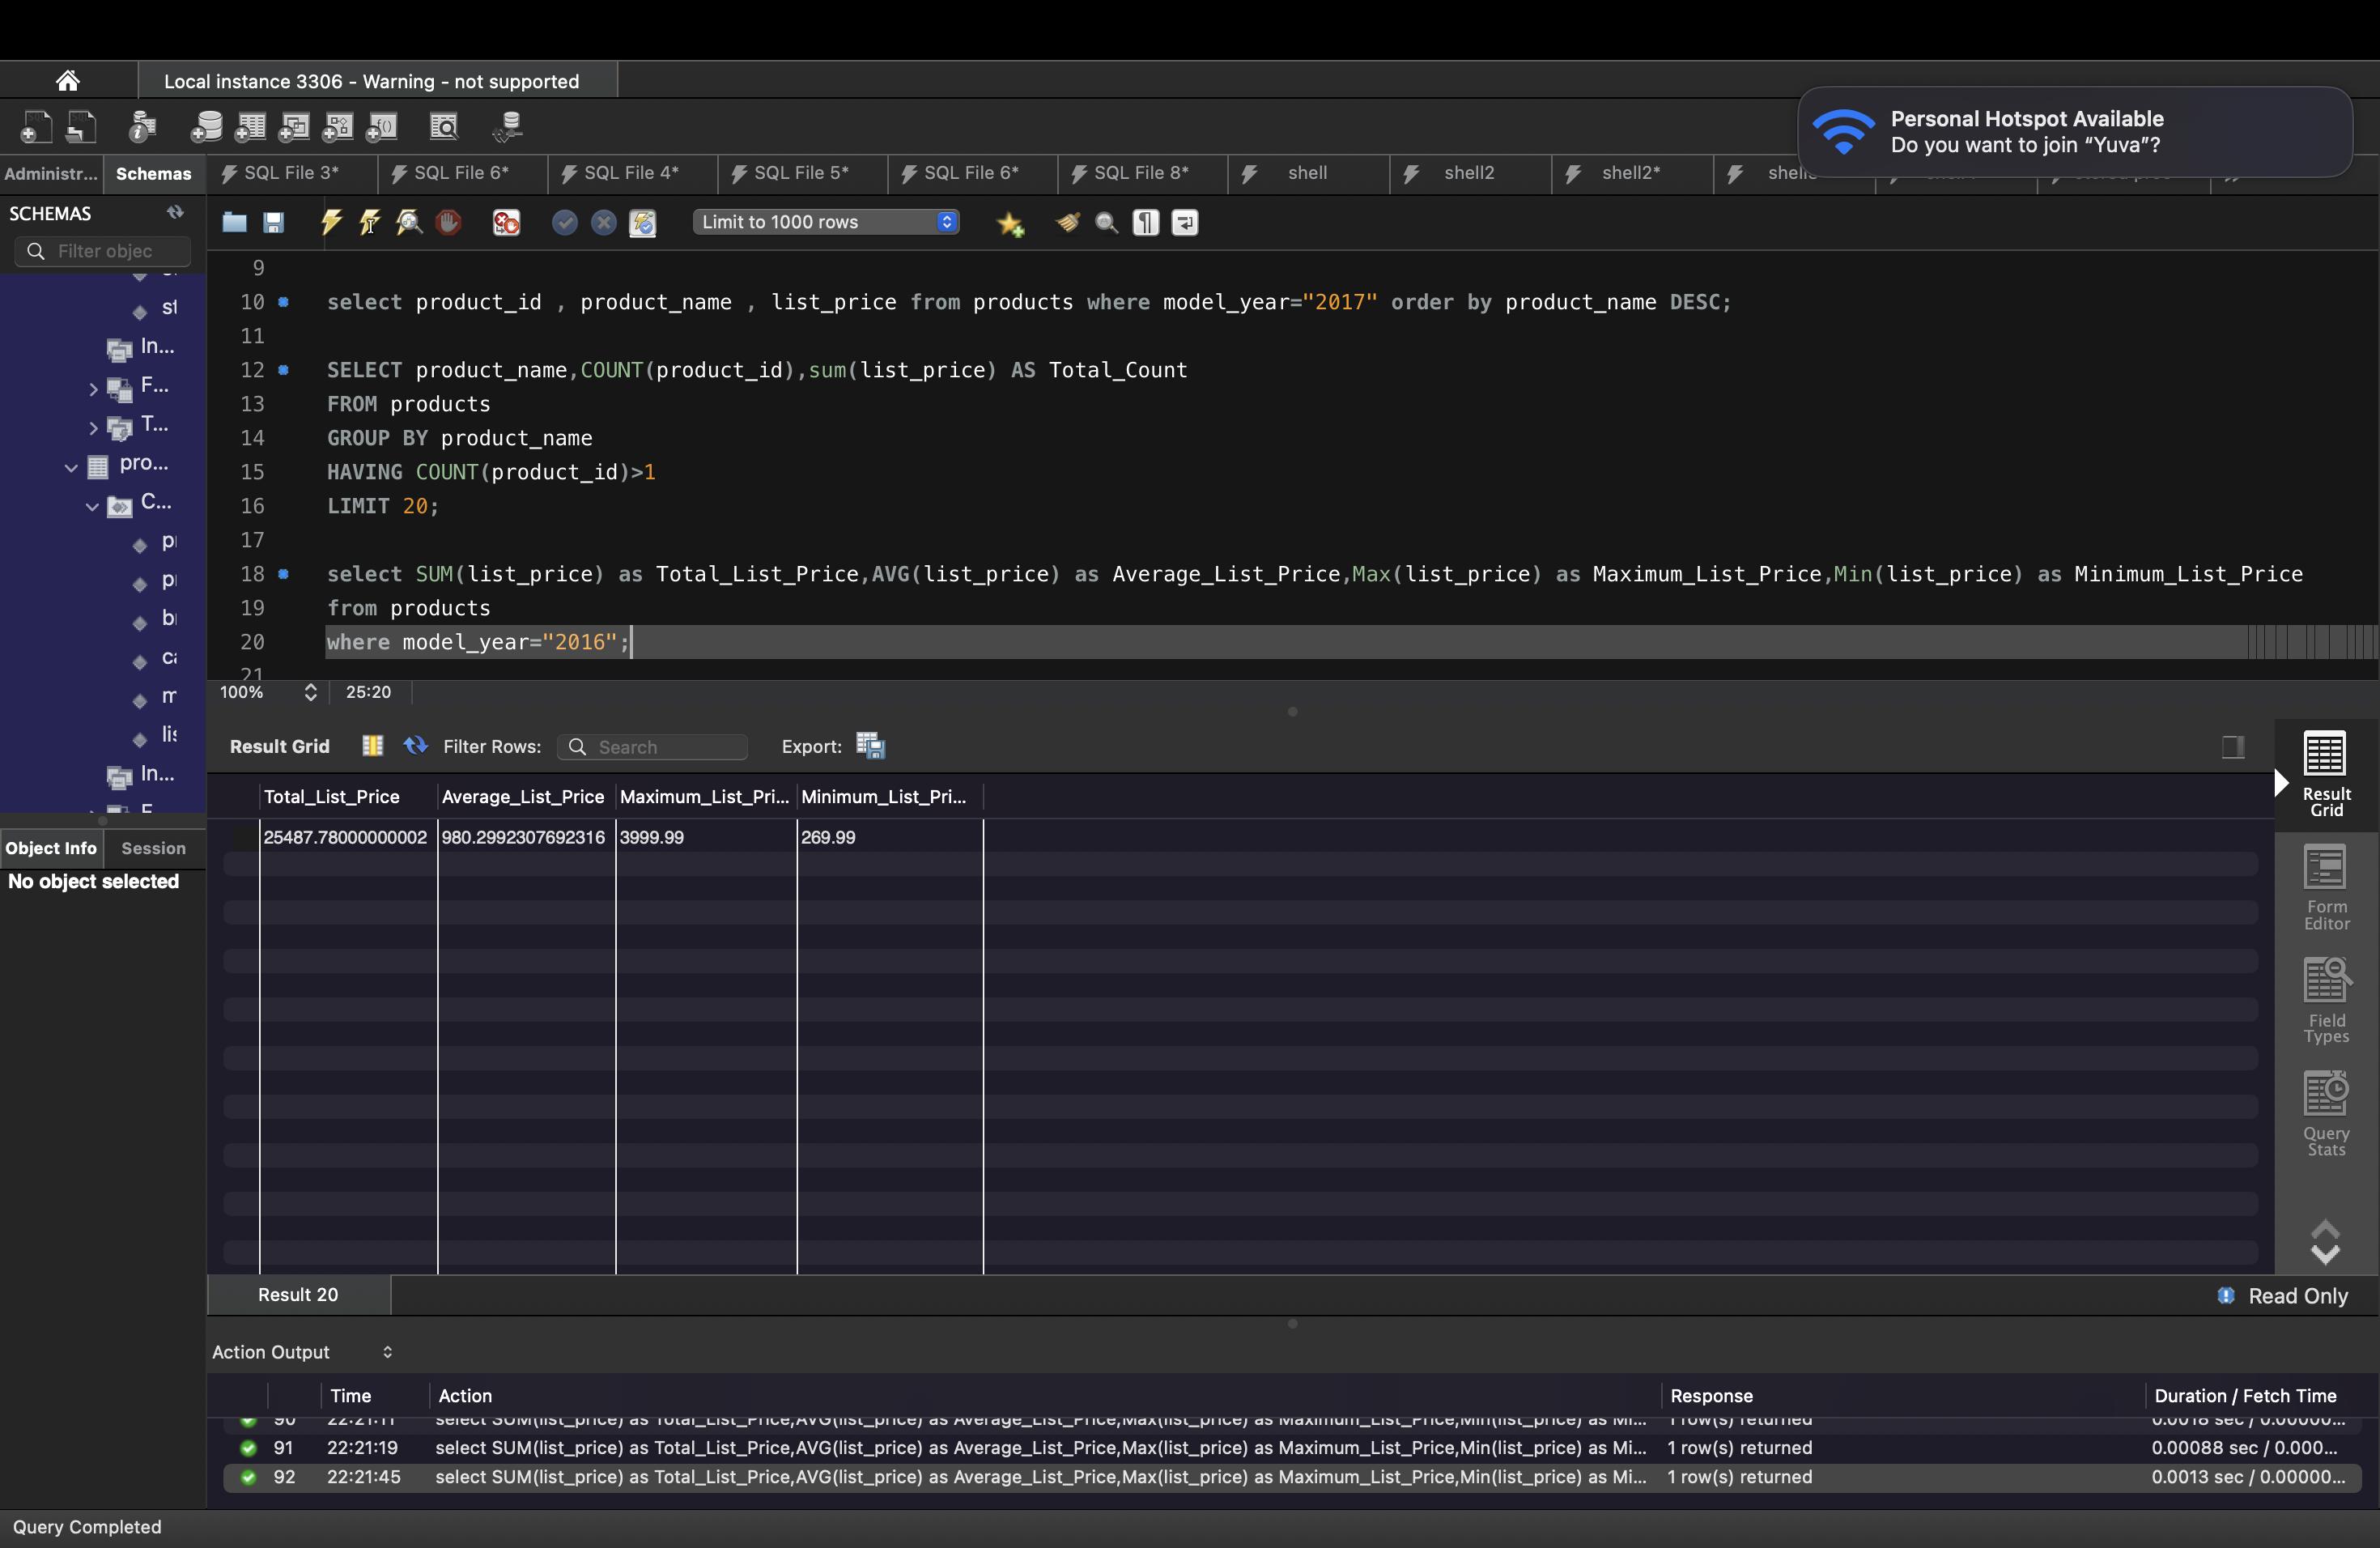 Local instance 3306 - Warning - not supported
Personal Hotspot Available
Do you want to join “Yuva”?
Administr...
Schemas
SQL File 3*
SQL File 6*
SQL File 4*
SQL File 5*
SQL File 6*
SQL File 8*
shell
shell2
shell2*
SCHEMAS
Limit to 1000 rows
Filter objec
9
10 select product_id , product_name , list_price from products where model_year="2017" order by product_name DESC;
11
12 SELECT product_name,COUNT(product_id),sum(list_price) AS Total_Count
13 FROM products
14 GROUP BY product_name
15 HAVING COUNT(product_id)>1
16 LIMIT 20;
17
18 select SUM(list_price) as Total_List_Price,AVG(list_price) as Average_List_Price,Max(list_price) as Maximum_List_Price,Min(list_price) as Minimum_List_Price
19 from products
20 where model_year="2016";
21
In...
F...
T...
pro...
C...
In...
100%
25:20
Result Grid
Filter Rows:
Search
Export:
Total_List_Price Average_List_Price Maximum_List_Pri... Minimum_List_Pri...
25487.78000000002 980.2992307692316 3999.99 269.99
Result
Grid
Form
Editor
Field
Types
Query
Stats
Object Info
Session
No object selected
Result 20
Read Only
Action Output
Time Action Response Duration / Fetch Time
90 22:21:11 select SUM(list_price) as Total_List_Price,AVG(list_price) as Average_List_Price,Max(list_price) as Maximum_List_Price,Min(list_price) as Mi... 1 row(s) returned 0.0018 sec / 0.00000...
91 22:21:19 select SUM(list_price) as Total_List_Price,AVG(list_price) as Average_List_Price,Max(list_price) as Maximum_List_Price,Min(list_price) as Mi... 1 row(s) returned 0.00088 sec / 0.000...
92 22:21:45 select SUM(list_price) as Total_List_Price,AVG(list_price) as Average_List_Price,Max(list_price) as Maximum_List_Price,Min(list_price) as Mi... 1 row(s) returned 0.0013 sec / 0.00000...
Query Completed